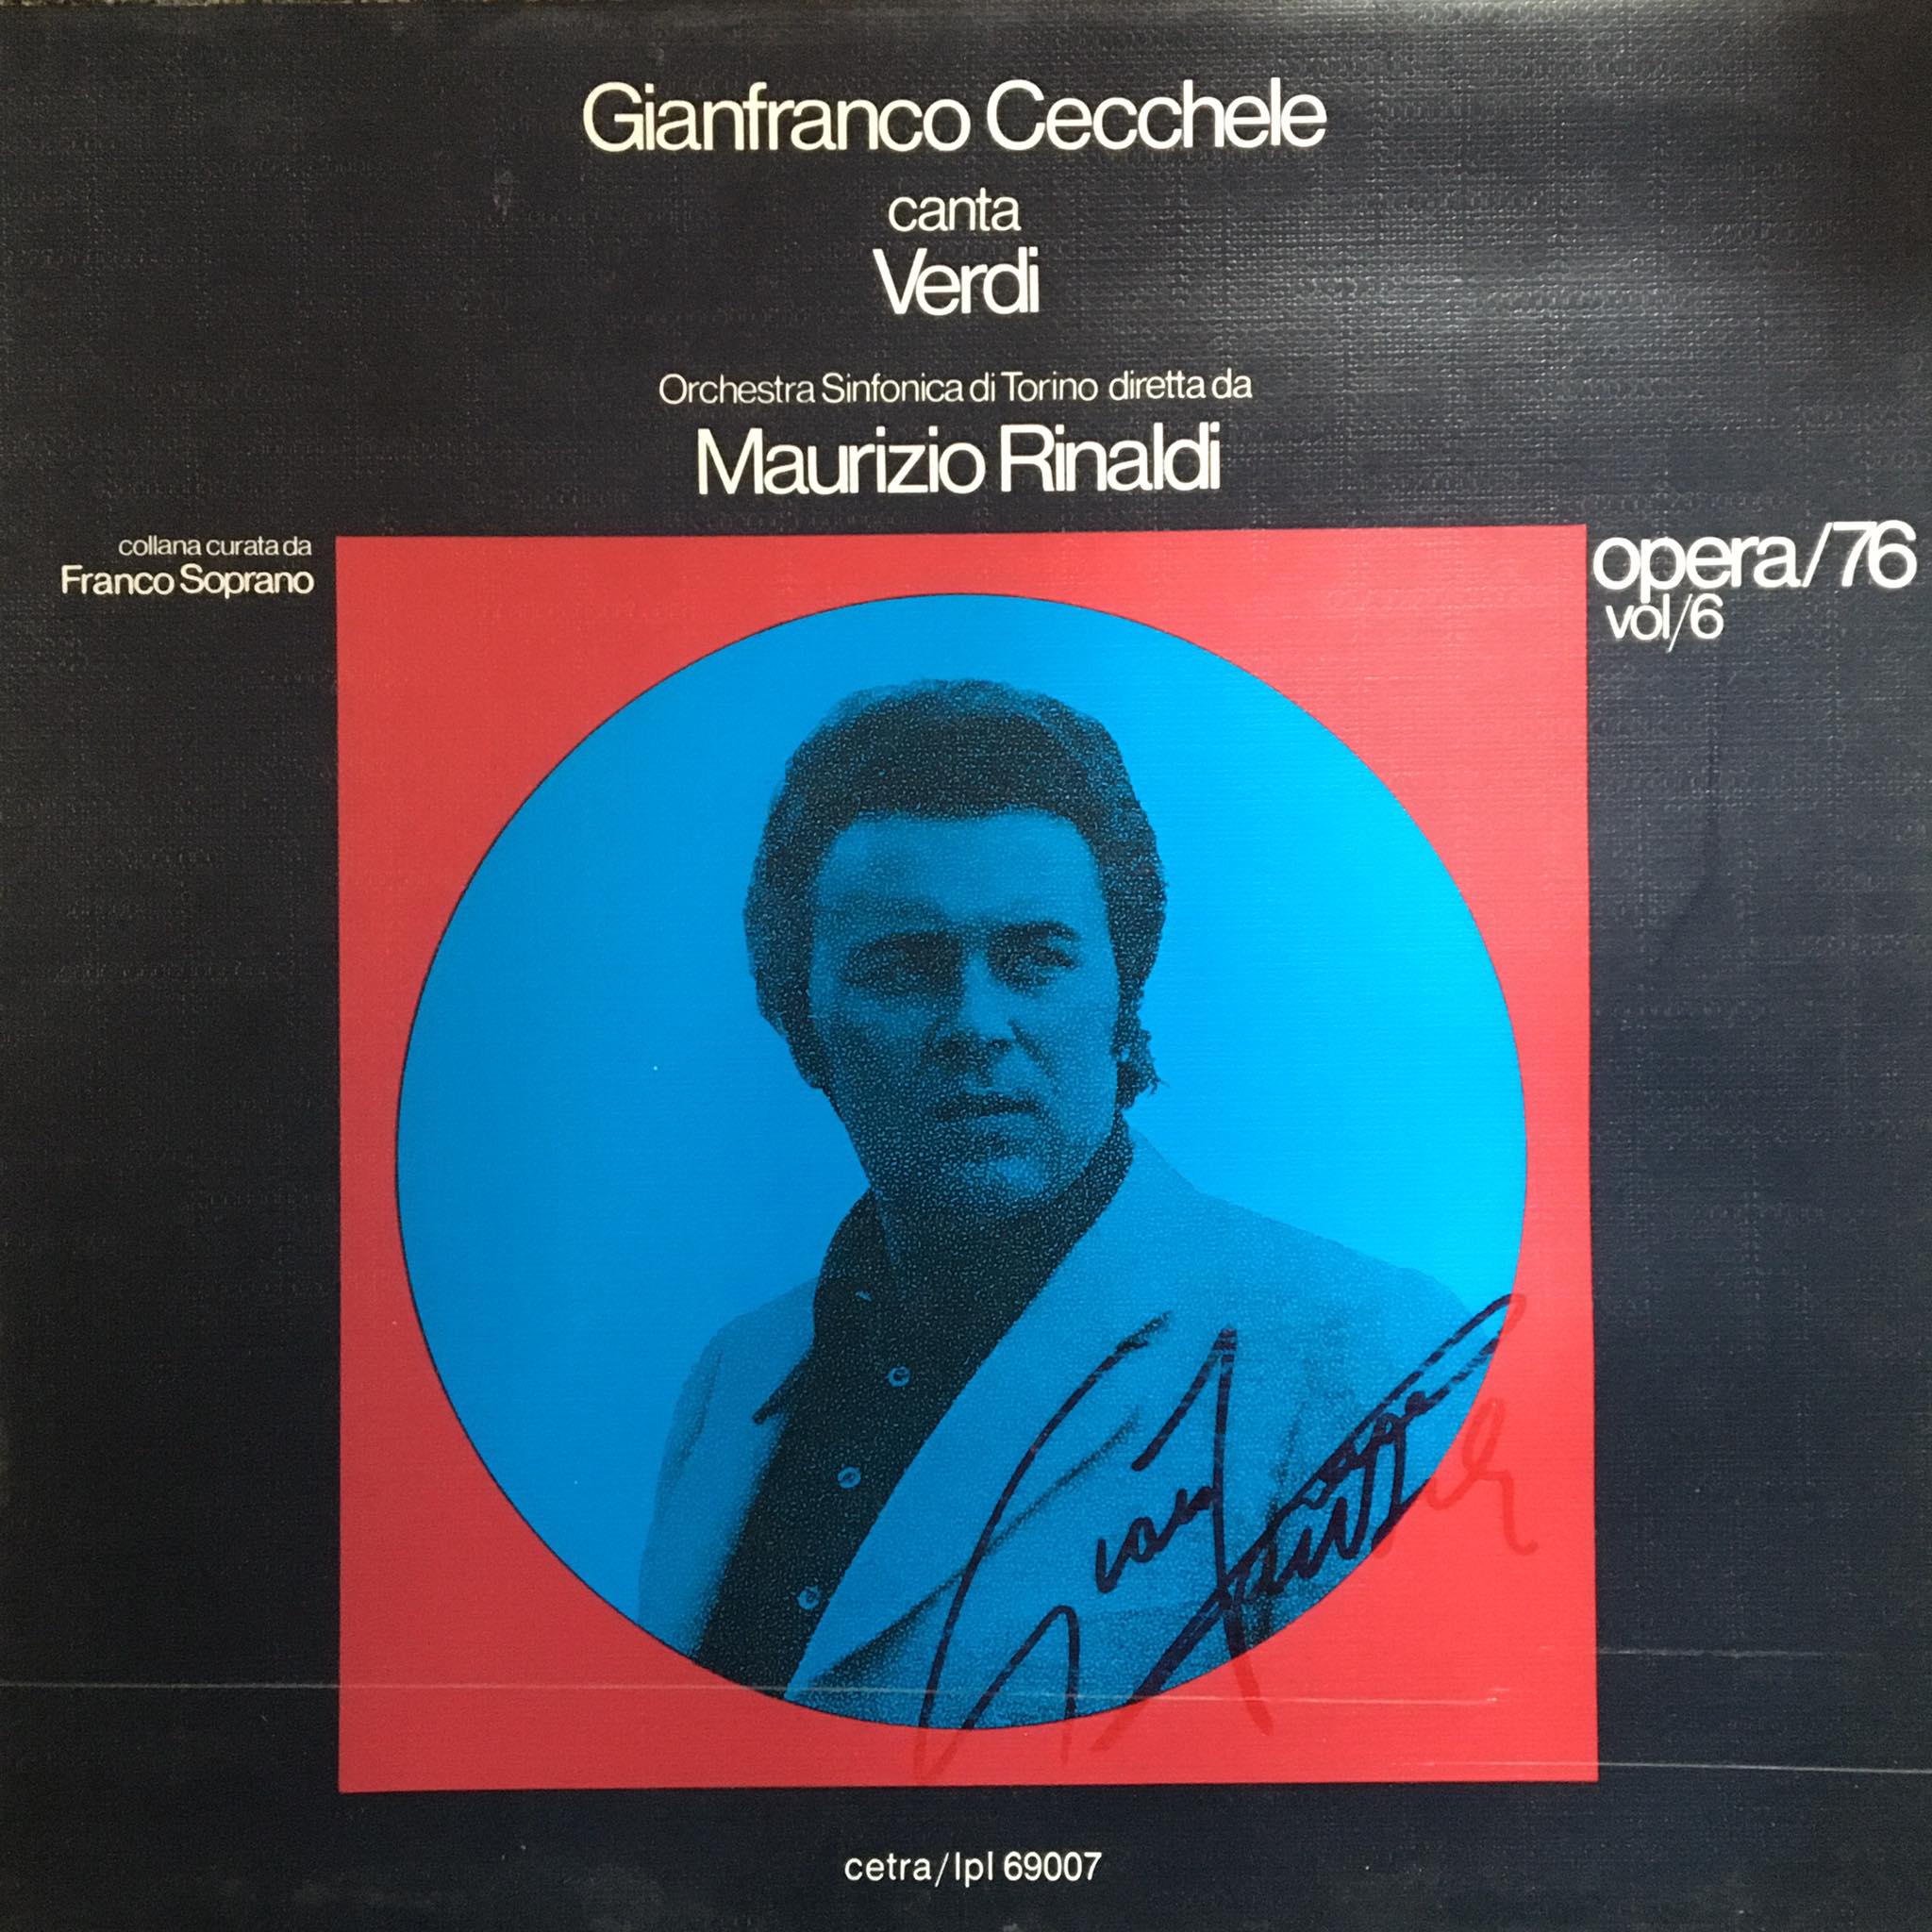 Gianfranco Cecchele
canta
Verdi
Orchestra Sinfonica di Torino diretta da
Maurizio Rinaldi
collana curata da
Franco Soprano
opera/76
vol/6
cetra/lpl 69007